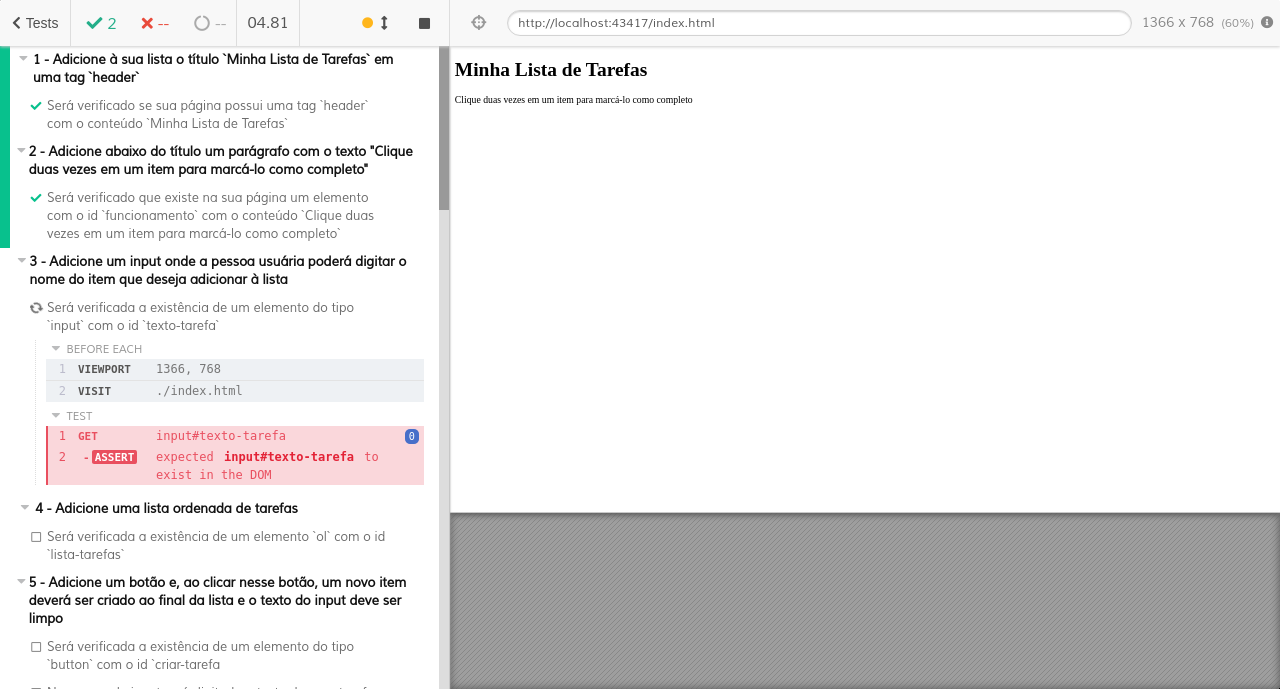 Tests
2
--
--
04.81
http://localhost:43417/index.html
1366 x 768 (60%)
1 - Adicione à sua lista o título `Minha Lista de Tarefas` em
uma tag `header`
Será verificado se sua página possui uma tag `header`
com o conteúdo `Minha Lista de Tarefas`
2 - Adicione abaixo do título um parágrafo com o texto "Clique
duas vezes em um item para marcá-lo como completo"
Será verificado que existe na sua página um elemento
com o id `funcionamento` com o conteúdo `Clique duas
vezes em um item para marcá-lo como completo`
3 - Adicione um input onde a pessoa usuária poderá digitar o
nome do item que deseja adicionar à lista
Será verificada a existência de um elemento do tipo
`input` com o id `texto-tarefa`
BEFORE EACH
1 VIEWPORT 1366, 768
2 VISIT ./index.html
TEST
1 GET input#texto-tarefa 0
2 -ASSERT expected input#texto-tarefa to
exist in the DOM
4 - Adicione uma lista ordenada de tarefas
Será verificada a existência de um elemento `ol` com o id
`lista-tarefas`
5 - Adicione um botão e, ao clicar nesse botão, um novo item
deverá ser criado ao final da lista e o texto do input deve ser
limpo
Será verificada a existência de um elemento do tipo
`button` com o id `criar-tarefa
Minha Lista de Tarefas
Clique duas vezes em um item para marcá-lo como completo